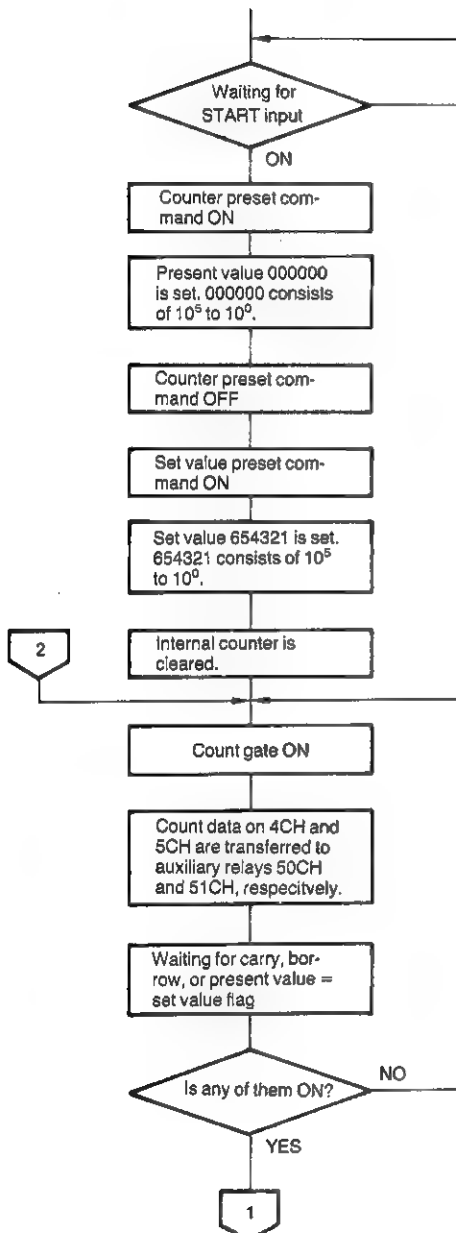 Waiting for
START input
ON
Counter preset com-
mand ON
Present value 000000
is set. 000000 consists
of 10⁵ to 10⁰.
Counter preset com-
mand OFF
Set value preset com-
mand ON
Set value 654321 is set.
654321 consists of 10⁵
to 10⁰.
2
Internal counter is
cleared.
Count gate ON
Count data on 4CH and
5CH are transferred to
auxiliary relays 50CH
and 51CH, respecitvely.
Waiting for carry, bor-
row, or present value =
set value flag
Is any of them ON?
NO
YES
1